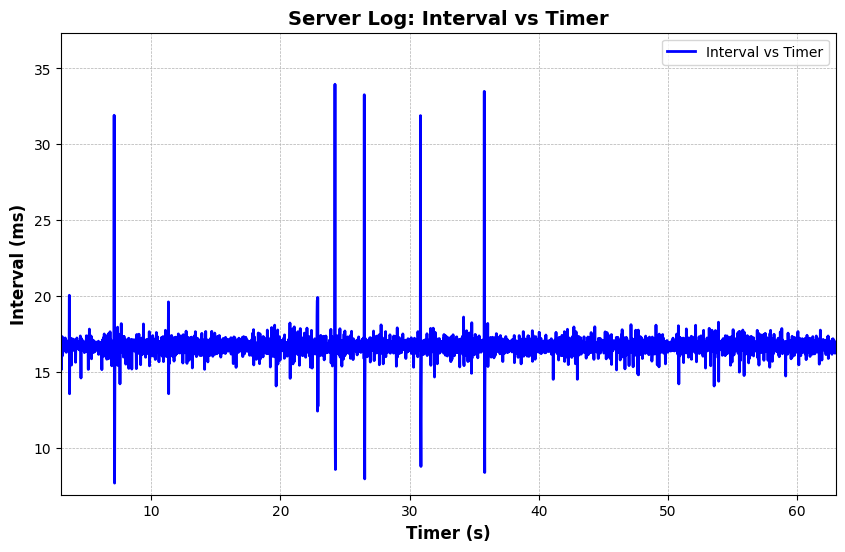 Server Log: Interval vs Timer
Interval vs Timer
35
30
25
20
15
10
Interval (ms)
10 20 30 40 50 60
Timer (s)